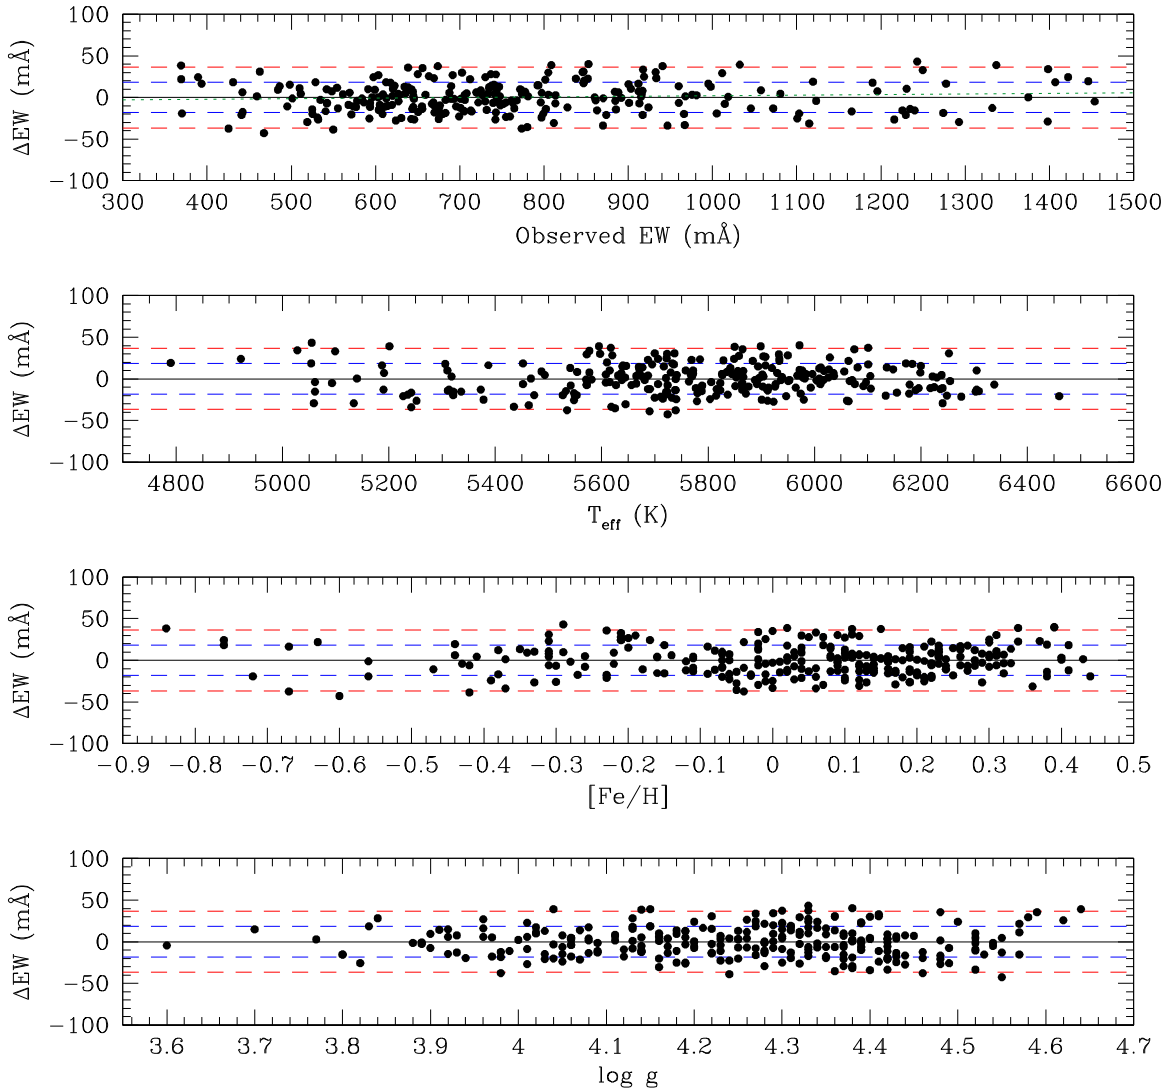 100
50
0
−50
−100
ΔEW (mÅ)
300 400 500 600 700 800 900 1000 1100 1200 1300 1400 1500
Observed EW (mÅ)
100
50
0
−50
−100
ΔEW (mÅ)
4800 5000 5200 5400 5600 5800 6000 6200 6400 6600
T_eff (K)
100
50
0
−50
−100
ΔEW (mÅ)
−0.9 −0.8 −0.7 −0.6 −0.5 −0.4 −0.3 −0.2 −0.1 0 0.1 0.2 0.3 0.4 0.5
[Fe/H]
100
50
0
−50
−100
ΔEW (mÅ)
3.6 3.7 3.8 3.9 4 4.1 4.2 4.3 4.4 4.5 4.6 4.7
log g